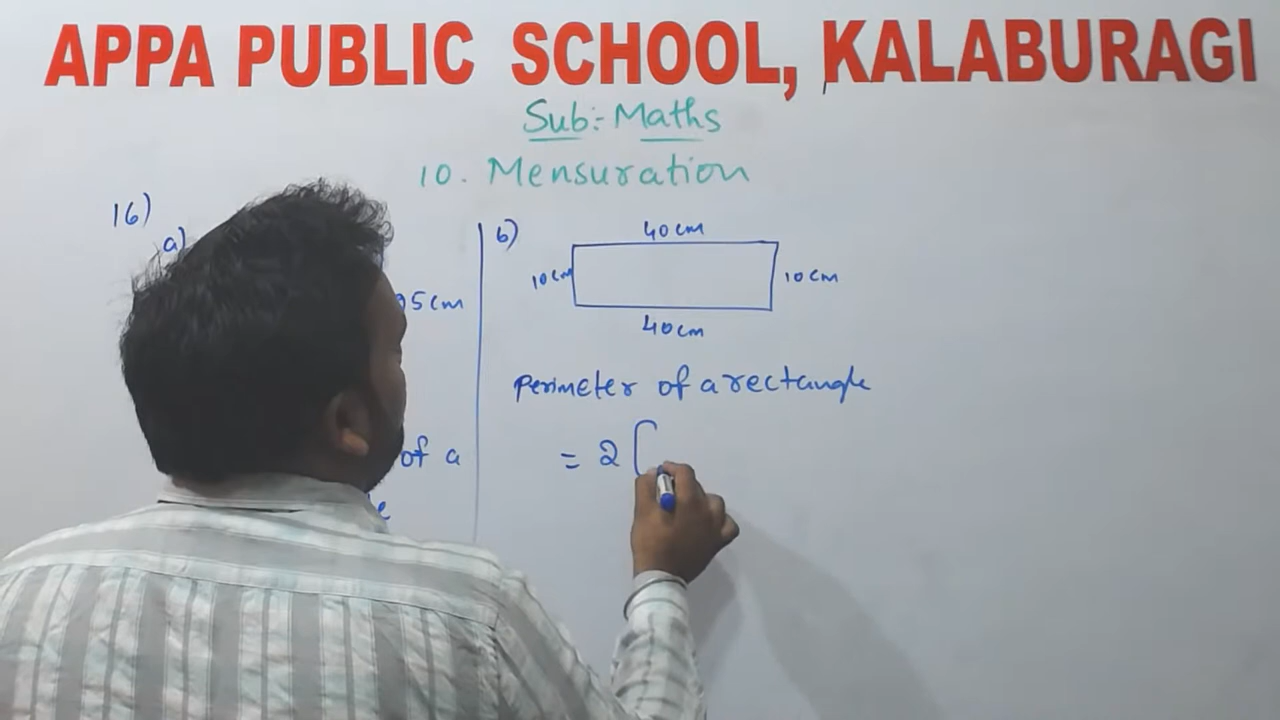 APPA PUBLIC SCHOOL, KALABURAGI
Sub:- Maths
10. Mensuration
16)
a)
5cm
of a
e
b)
40cm
10cm
10cm
40cm
Perimeter of a rectangle
= 2 [